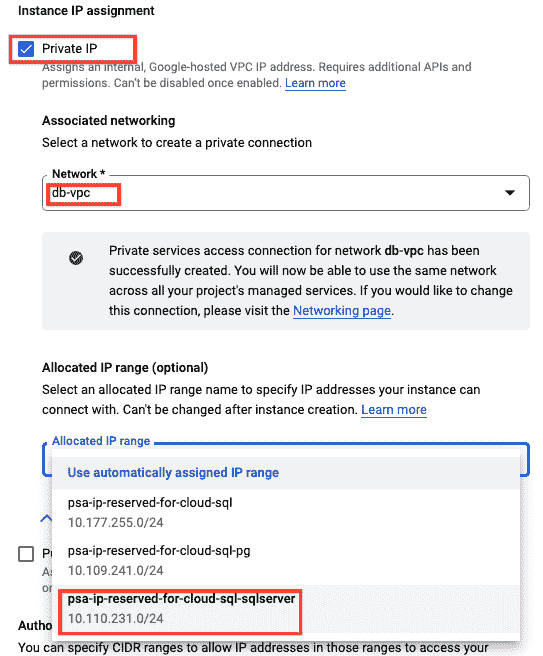 Instance IP assignment
Private IP
Assigns an internal, Google-hosted VPC IP address. Requires additional APIs and
permissions. Can't be disabled once enabled. Learn more
Associated networking
Select a network to create a private connection
Network *
db-vpc
Private services access connection for network db-vpc has been
successfully created. You will now be able to use the same network
across all your project's managed services. If you would like to change
this connection, please visit the Networking page.
Allocated IP range (optional)
Select an allocated IP range name to specify IP addresses your instance can
connect with. Can't be changed after instance creation. Learn more
Allocated IP range
Use automatically assigned IP range
psa-ip-reserved-for-cloud-sql
10.177.255.0/24
psa-ip-reserved-for-cloud-sql-pg
10.109.241.0/24
psa-ip-reserved-for-cloud-sql-sqlserver
10.110.231.0/24
You can specify CIDR ranges to allow IP addresses in those ranges to access your